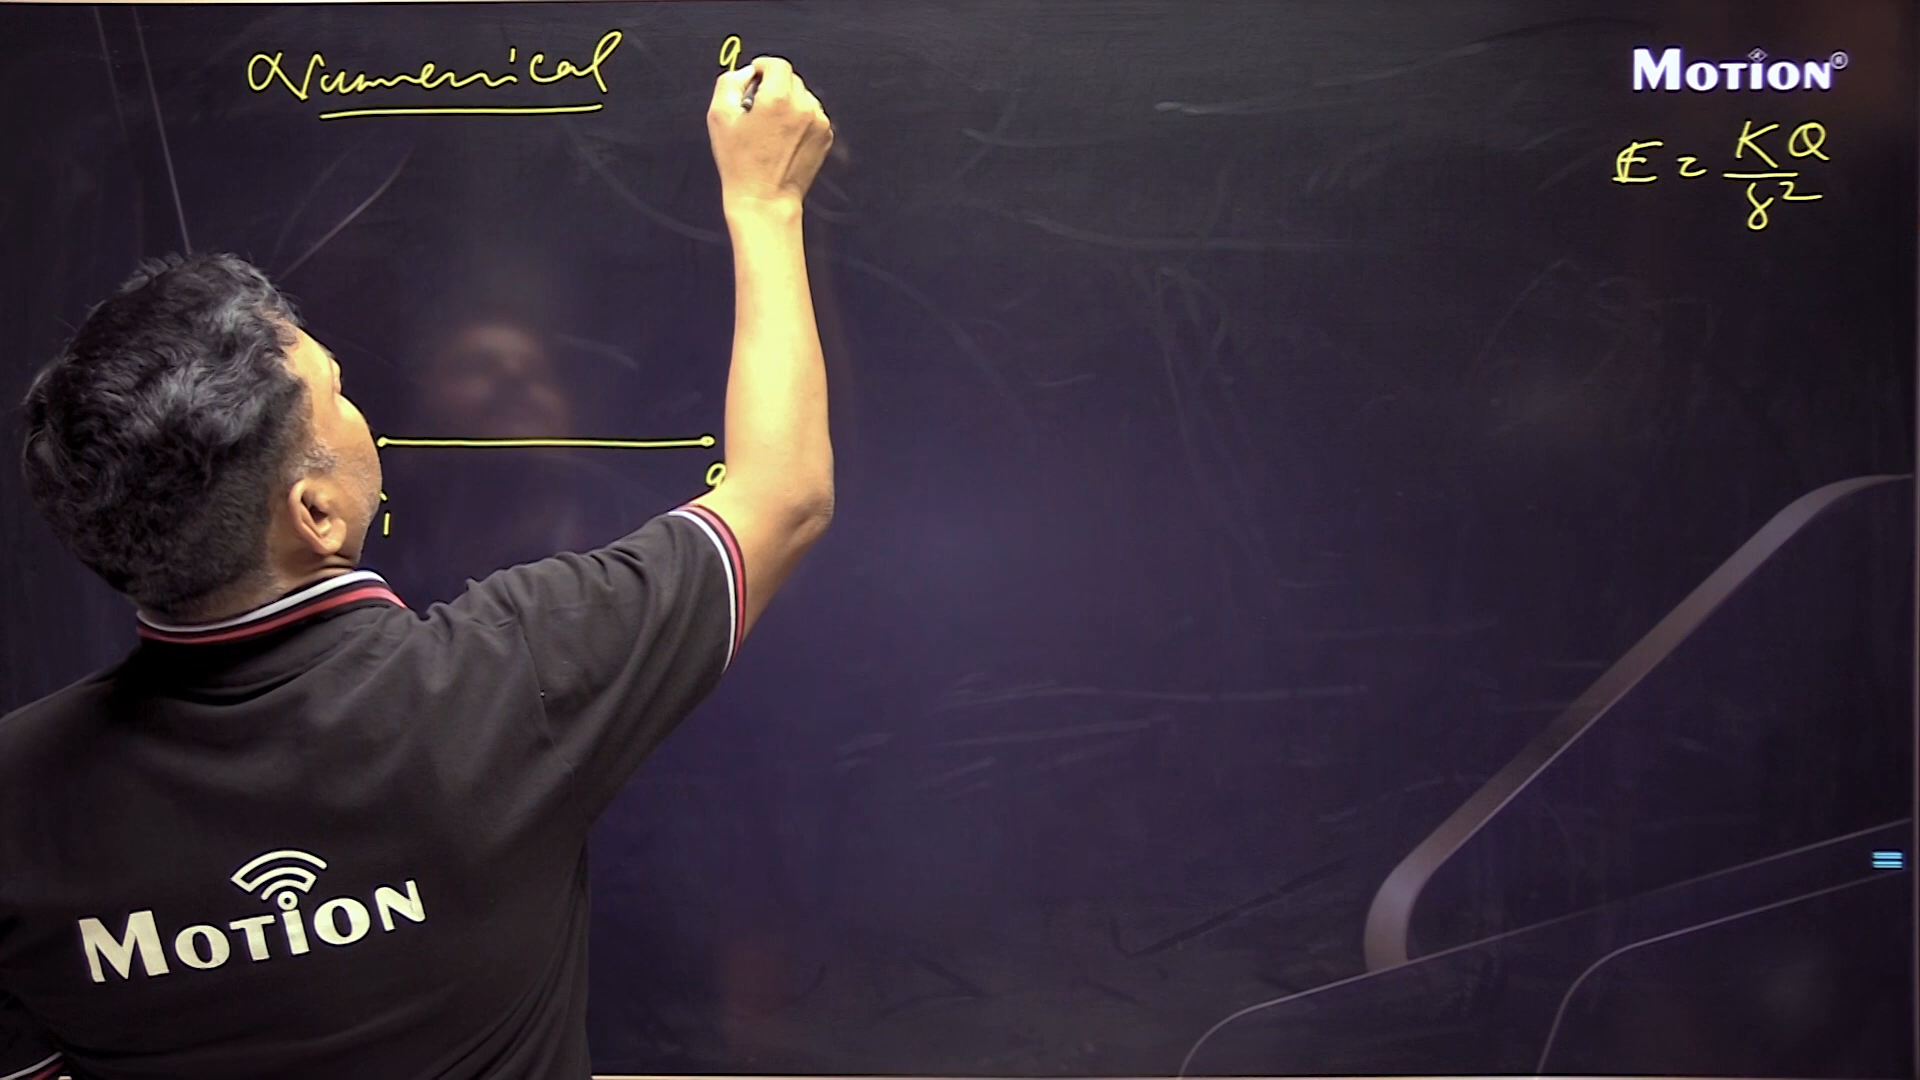 Numerical q
MOTION®
E = KQ / r²
q
MOTION